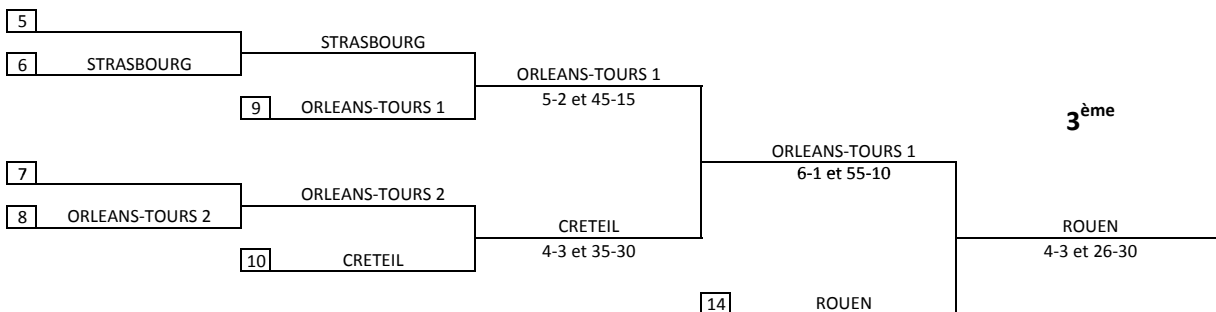 5
STRASBOURG
6 STRASBOURG
ORLEANS-TOURS 1
9 ORLEANS-TOURS 1
5-2 et 45-15
3ème
ORLEANS-TOURS 1
7
6-1 et 55-10
ORLEANS-TOURS 2
8 ORLEANS-TOURS 2
CRETEIL
ROUEN
10 CRETEIL
4-3 et 35-30
4-3 et 26-30
14 ROUEN